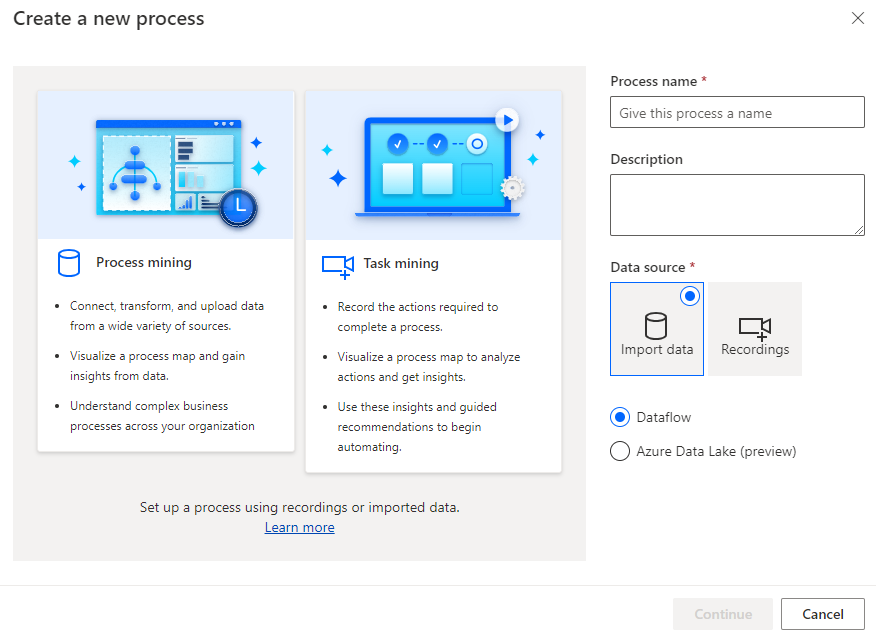 Create a new process
Process mining
• Connect, transform, and upload data
from a wide variety of sources.
• Visualize a process map and gain
insights from data.
• Understand complex business
processes across your organization
Task mining
• Record the actions required to
complete a process.
• Visualize a process map to analyze
actions and get insights.
• Use these insights and guided
recommendations to begin
automating.
Set up a process using recordings or imported data.
Learn more
Process name *
Give this process a name
Description
Data source *
Import data
Recordings
Dataflow
Azure Data Lake (preview)
Continue
Cancel